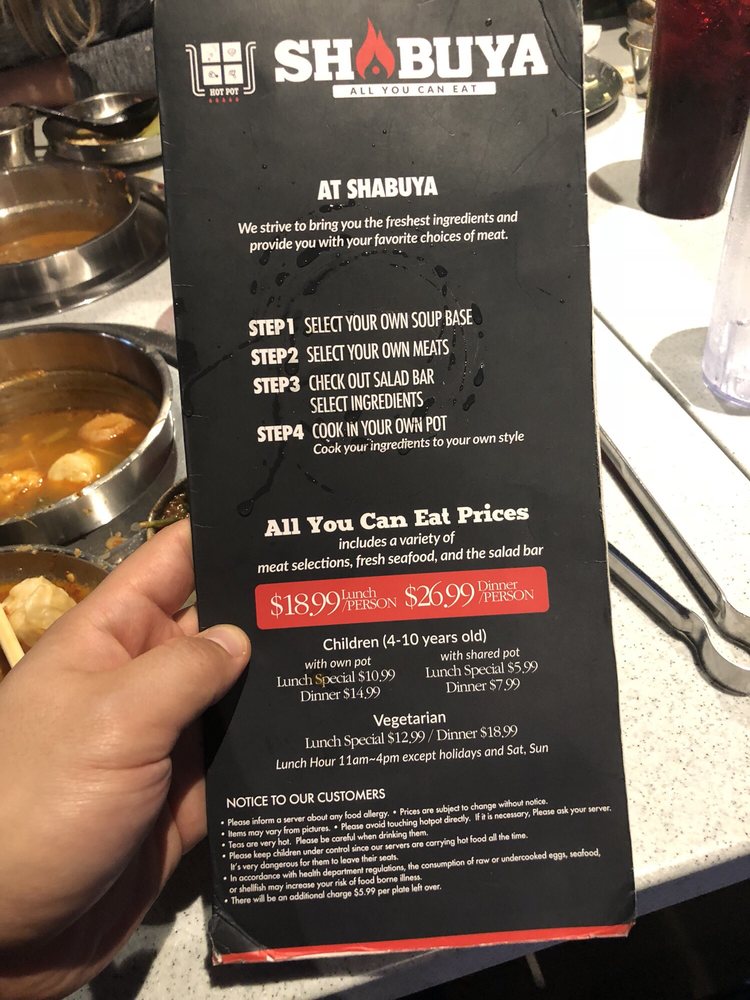 HOT POT
SHABUYA
ALL YOU CAN EAT
AT SHABUYA
We strive to bring you the freshest ingredients and
provide you with your favorite choices of meat.
STEP1 SELECT YOUR OWN SOUP BASE
STEP2 SELECT YOUR OWN MEATS
STEP3 CHECK OUT SALAD BAR
SELECT INGREDIENTS
STEP4 COOK IN YOUR OWN POT
Cook your ingredients to your own style
All You Can Eat Prices
includes a variety of
meat selections, fresh seafood, and the salad bar
$18.99 Lunch /PERSON $26.99 Dinner /PERSON
Children (4-10 years old)
with own pot
Lunch Special $10.99
Dinner $14.99
with shared pot
Lunch Special $5.99
Dinner $7.99
Vegetarian
Lunch Special $12.99 / Dinner $18.99
Lunch Hour 11am~4pm except holidays and Sat, Sun
NOTICE TO OUR CUSTOMERS
• Please inform a server about any food allergy. • Prices are subject to change without notice.
• Items may vary from pictures. • Please avoid touching hotpot directly. If it is necessary, Please ask your server.
• Teas are very hot. Please be careful when drinking them.
• Please keep children under control since our servers are carrying hot food all the time.
It's very dangerous for them to leave their seats.
• In accordance with health department regulations, the consumption of raw or undercooked eggs, seafood,
or shellfish may increase your risk of food borne illness.
• There will be an additional charge $5.99 per plate left over.